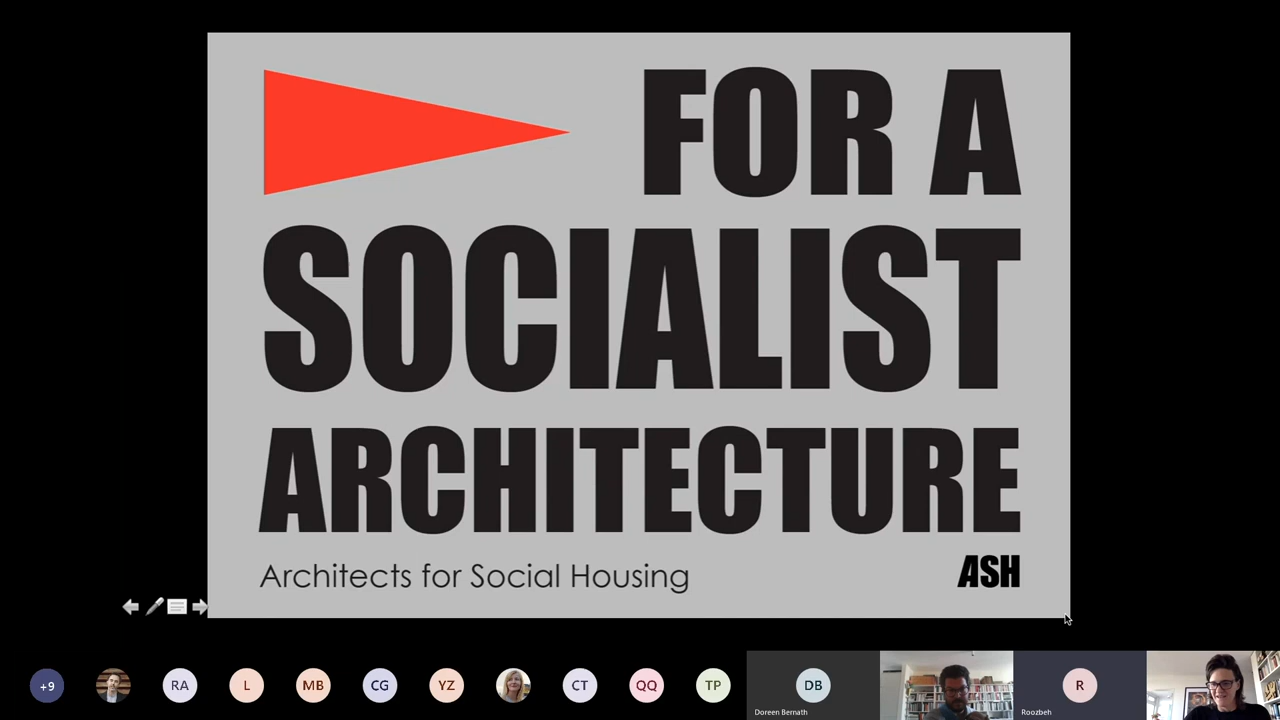 FOR A
SOCIALIST
ARCHITECTURE
Architects for Social Housing
ASH
+9
RA
L
MB
CG
YZ
CT
QQ
TP
DB
Doreen Bernath
R
Roozbeh